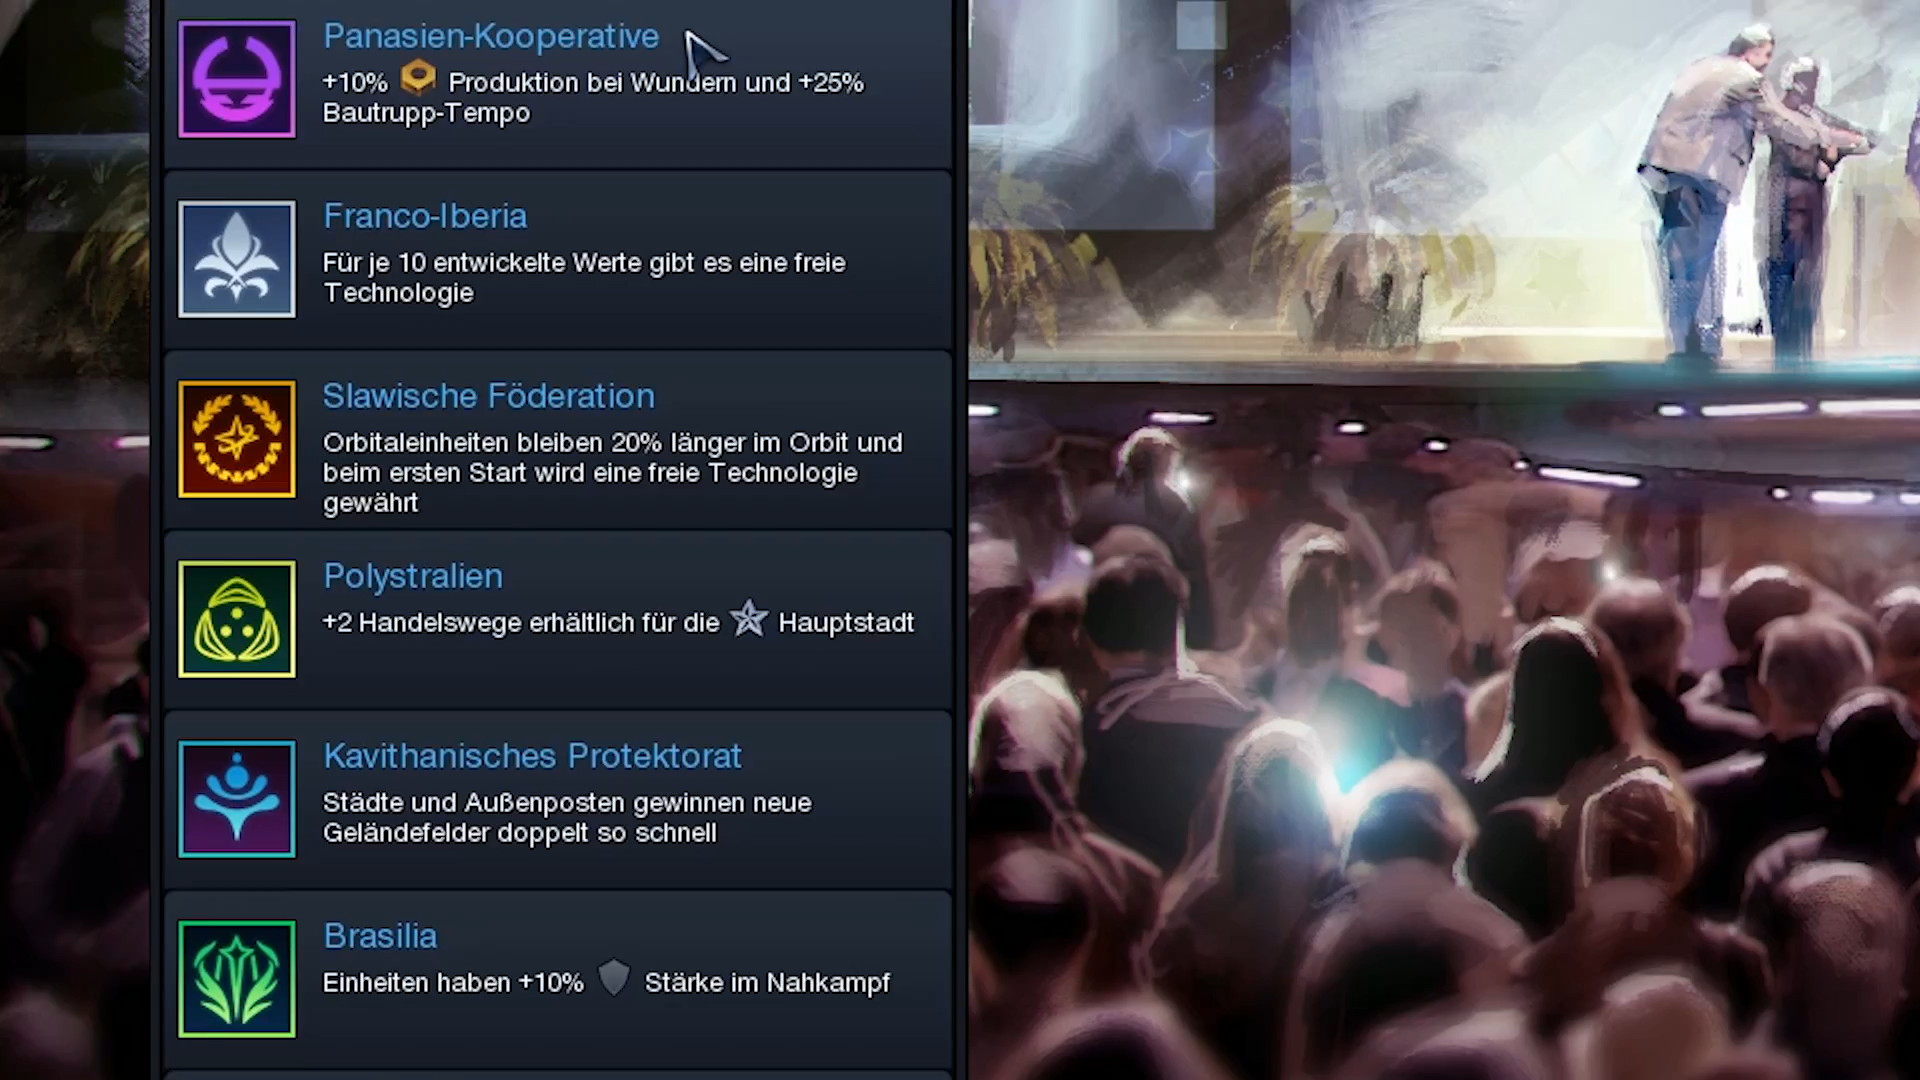 Panasien-Kooperative
+10% Produktion bei Wundern und +25%
Bautrupp-Tempo
Franco-Iberia
Für je 10 entwickelte Werte gibt es eine freie
Technologie
Slawische Föderation
Orbitaleinheiten bleiben 20% länger im Orbit und
beim ersten Start wird eine freie Technologie
gewährt
Polystralien
+2 Handelswege erhältlich für die Hauptstadt
Kavithanisches Protektorat
Städte und Außenposten gewinnen neue
Geländefelder doppelt so schnell
Brasilia
Einheiten haben +10% Stärke im Nahkampf